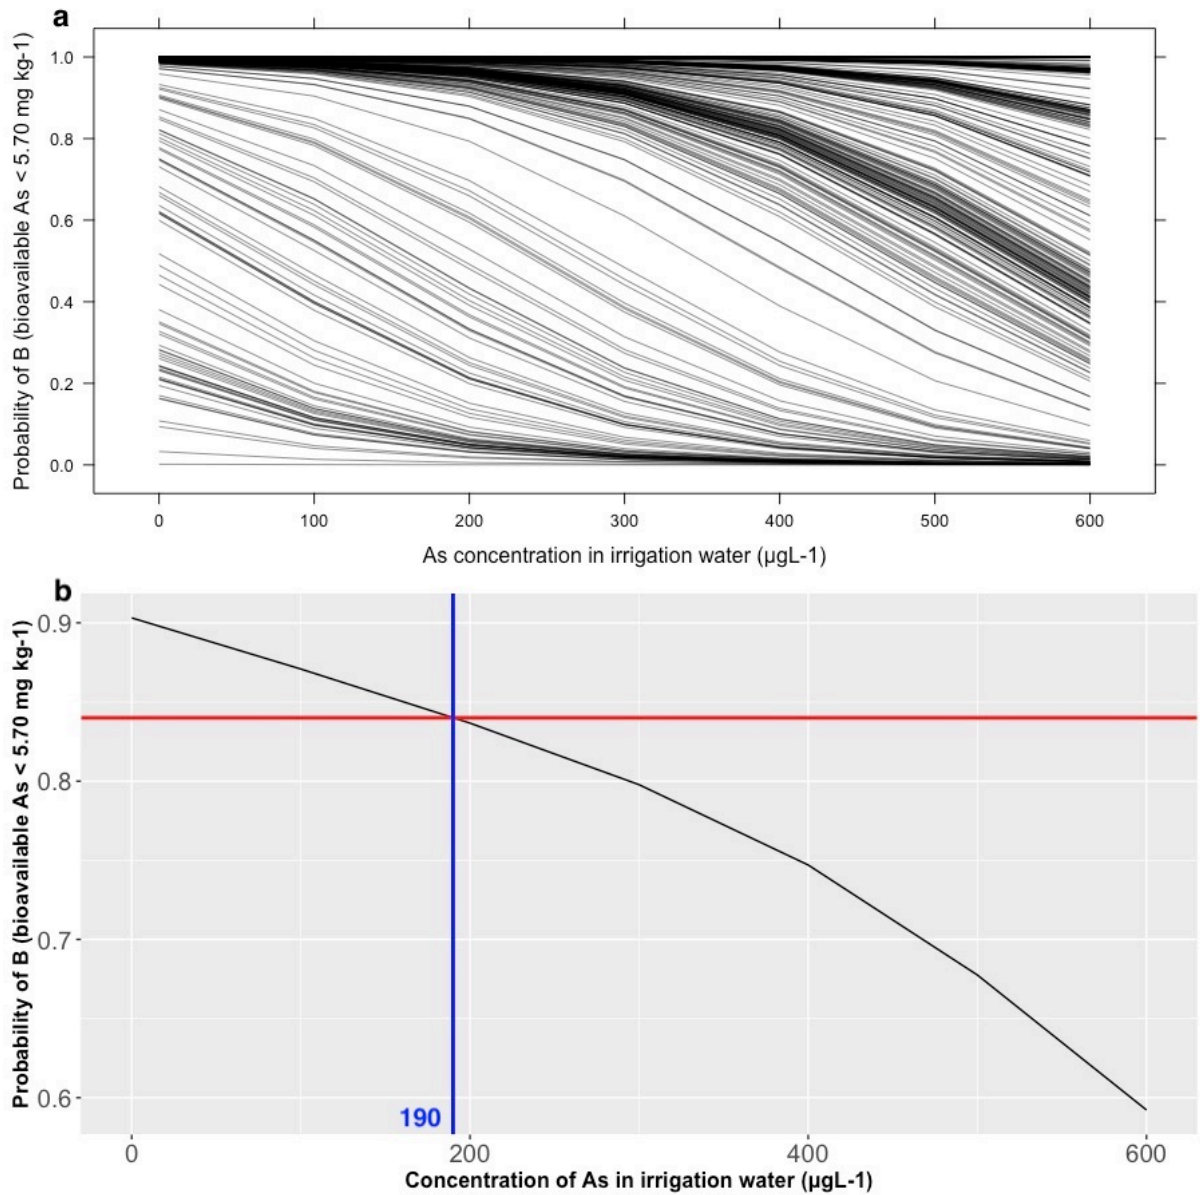 a
Probability of B (bioavailable As < 5.70 mg kg-1)
1.0
0.8
0.6
0.4
0.2
0.0
0 100 200 300 400 500 600
As concentration in irrigation water (µgL-1)
b
Probability of B (bioavailable As < 5.70 mg kg-1)
0.9
0.8
0.7
0.6
190
0 200 400 600
Concentration of As in irrigation water (µgL-1)